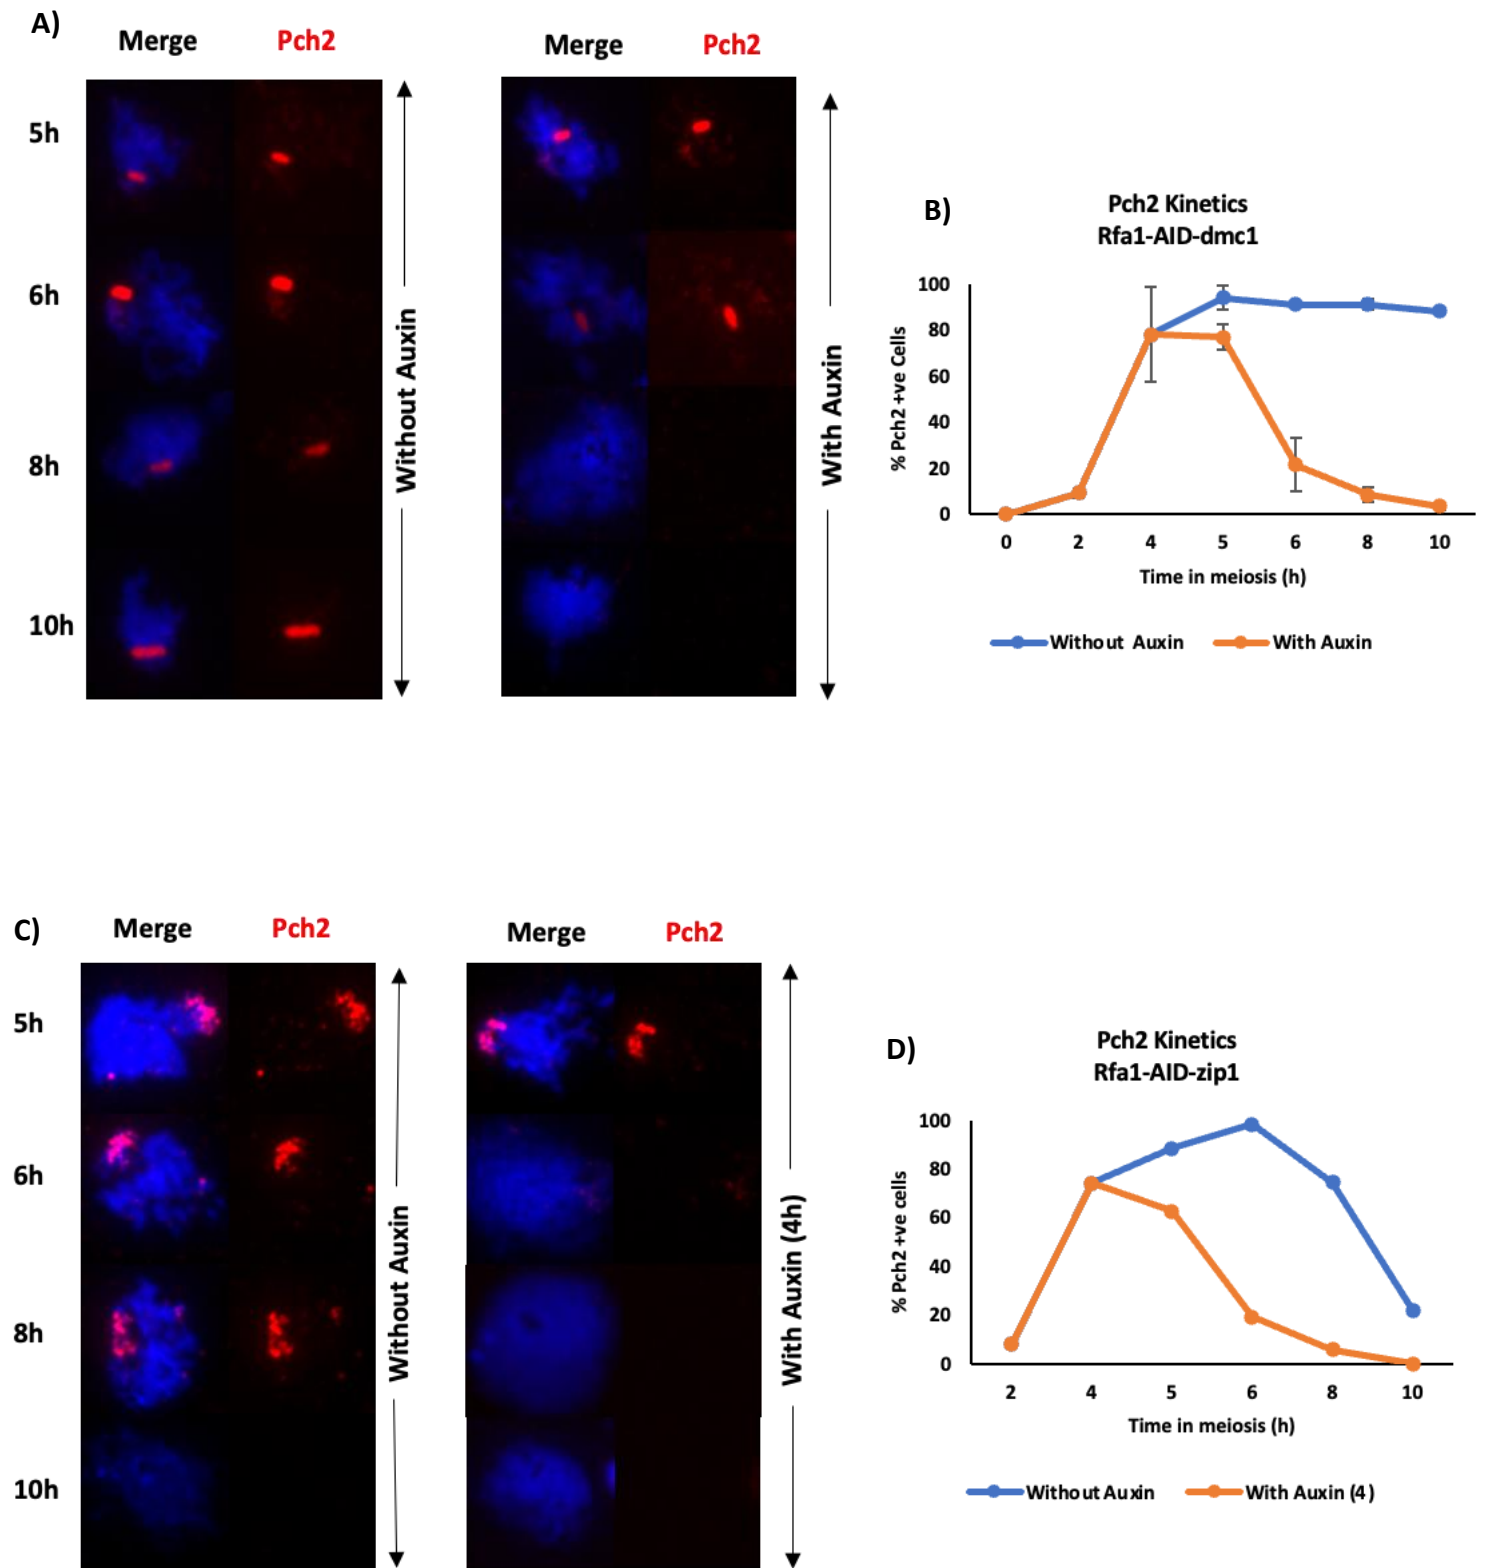 A)
Merge Pch2
Merge Pch2
5h
6h
8h
10h
Without Auxin
With Auxin
B)
Pch2 Kinetics
Rfa1-AID-dmc1
% Pch2 +ve Cells
100
80
60
40
20
0
0 2 4 5 6 8 10
Time in meiosis (h)
Without Auxin With Auxin
C)
Merge Pch2
Merge Pch2
5h
6h
8h
10h
Without Auxin
With Auxin (4h)
D)
Pch2 Kinetics
Rfa1-AID-zip1
% Pch2 +ve cells
100
80
60
40
20
0
2 4 5 6 8 10
Time in meiosis (h)
Without Auxin With Auxin (4)